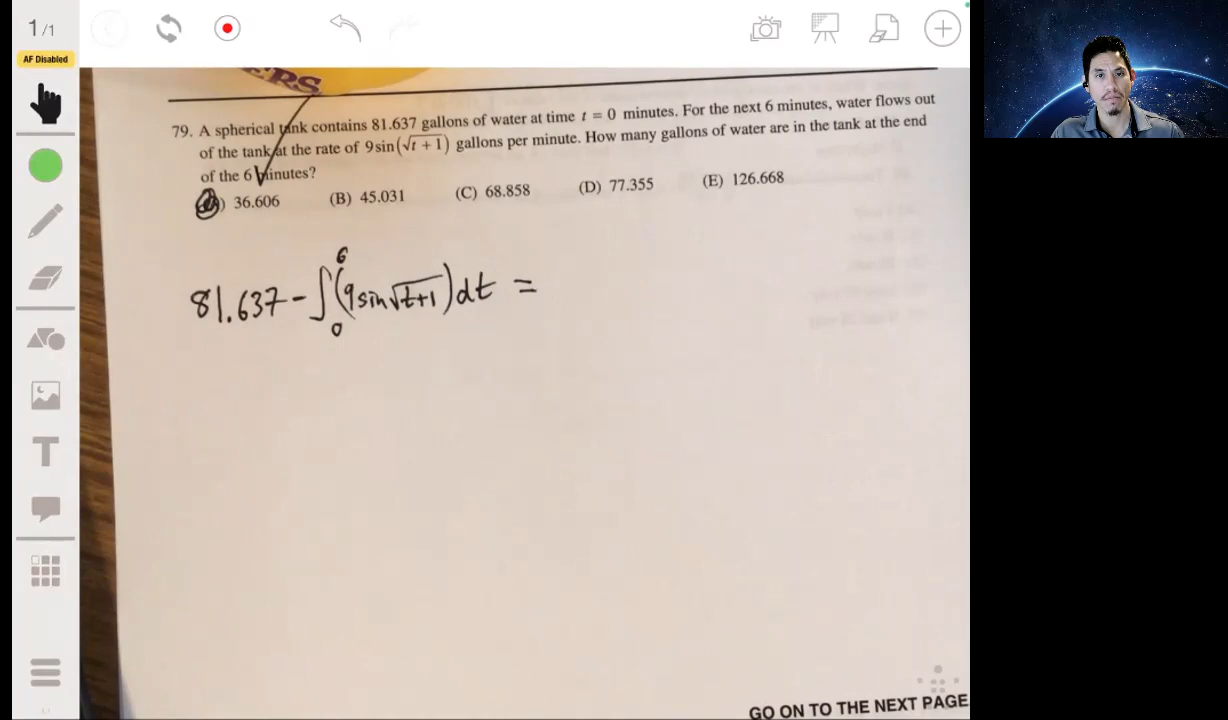 1/1
AF Disabled
ERS
79. A spherical tank contains 81.637 gallons of water at time t = 0 minutes. For the next 6 minutes, water flows out
of the tank at the rate of 9 sin(√t + 1) gallons per minute. How many gallons of water are in the tank at the end
of the 6 minutes?
) 36.606 (B) 45.031 (C) 68.858 (D) 77.355 (E) 126.668
81.637 - ∫₀⁶ (9 sin √t+1) dt =
T
GO ON TO THE NEXT PAGE